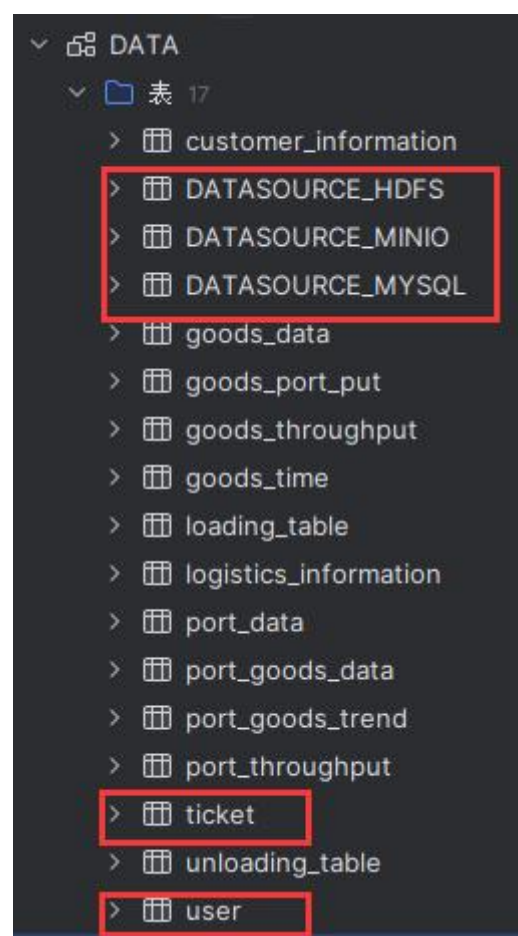 DATA
表 17
customer_information
DATASOURCE_HDFS
DATASOURCE_MINIO
DATASOURCE_MYSQL
goods_data
goods_port_put
goods_throughput
goods_time
loading_table
logistics_information
port_data
port_goods_data
port_goods_trend
port_throughput
ticket
unloading_table
user